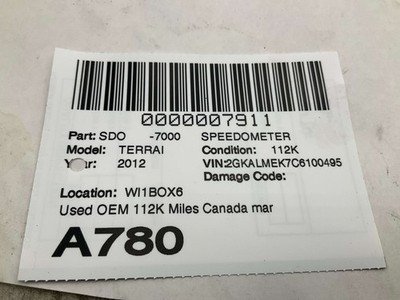 0000007911
Part: SDO -7000 SPEEDOMETER
Model: TERRAI Condition: 112K
Year: 2012 VIN:2GKALMEK7C6100495
Damage Code:
Location: WI1BOX6
Used OEM 112K Miles Canada mar
A780